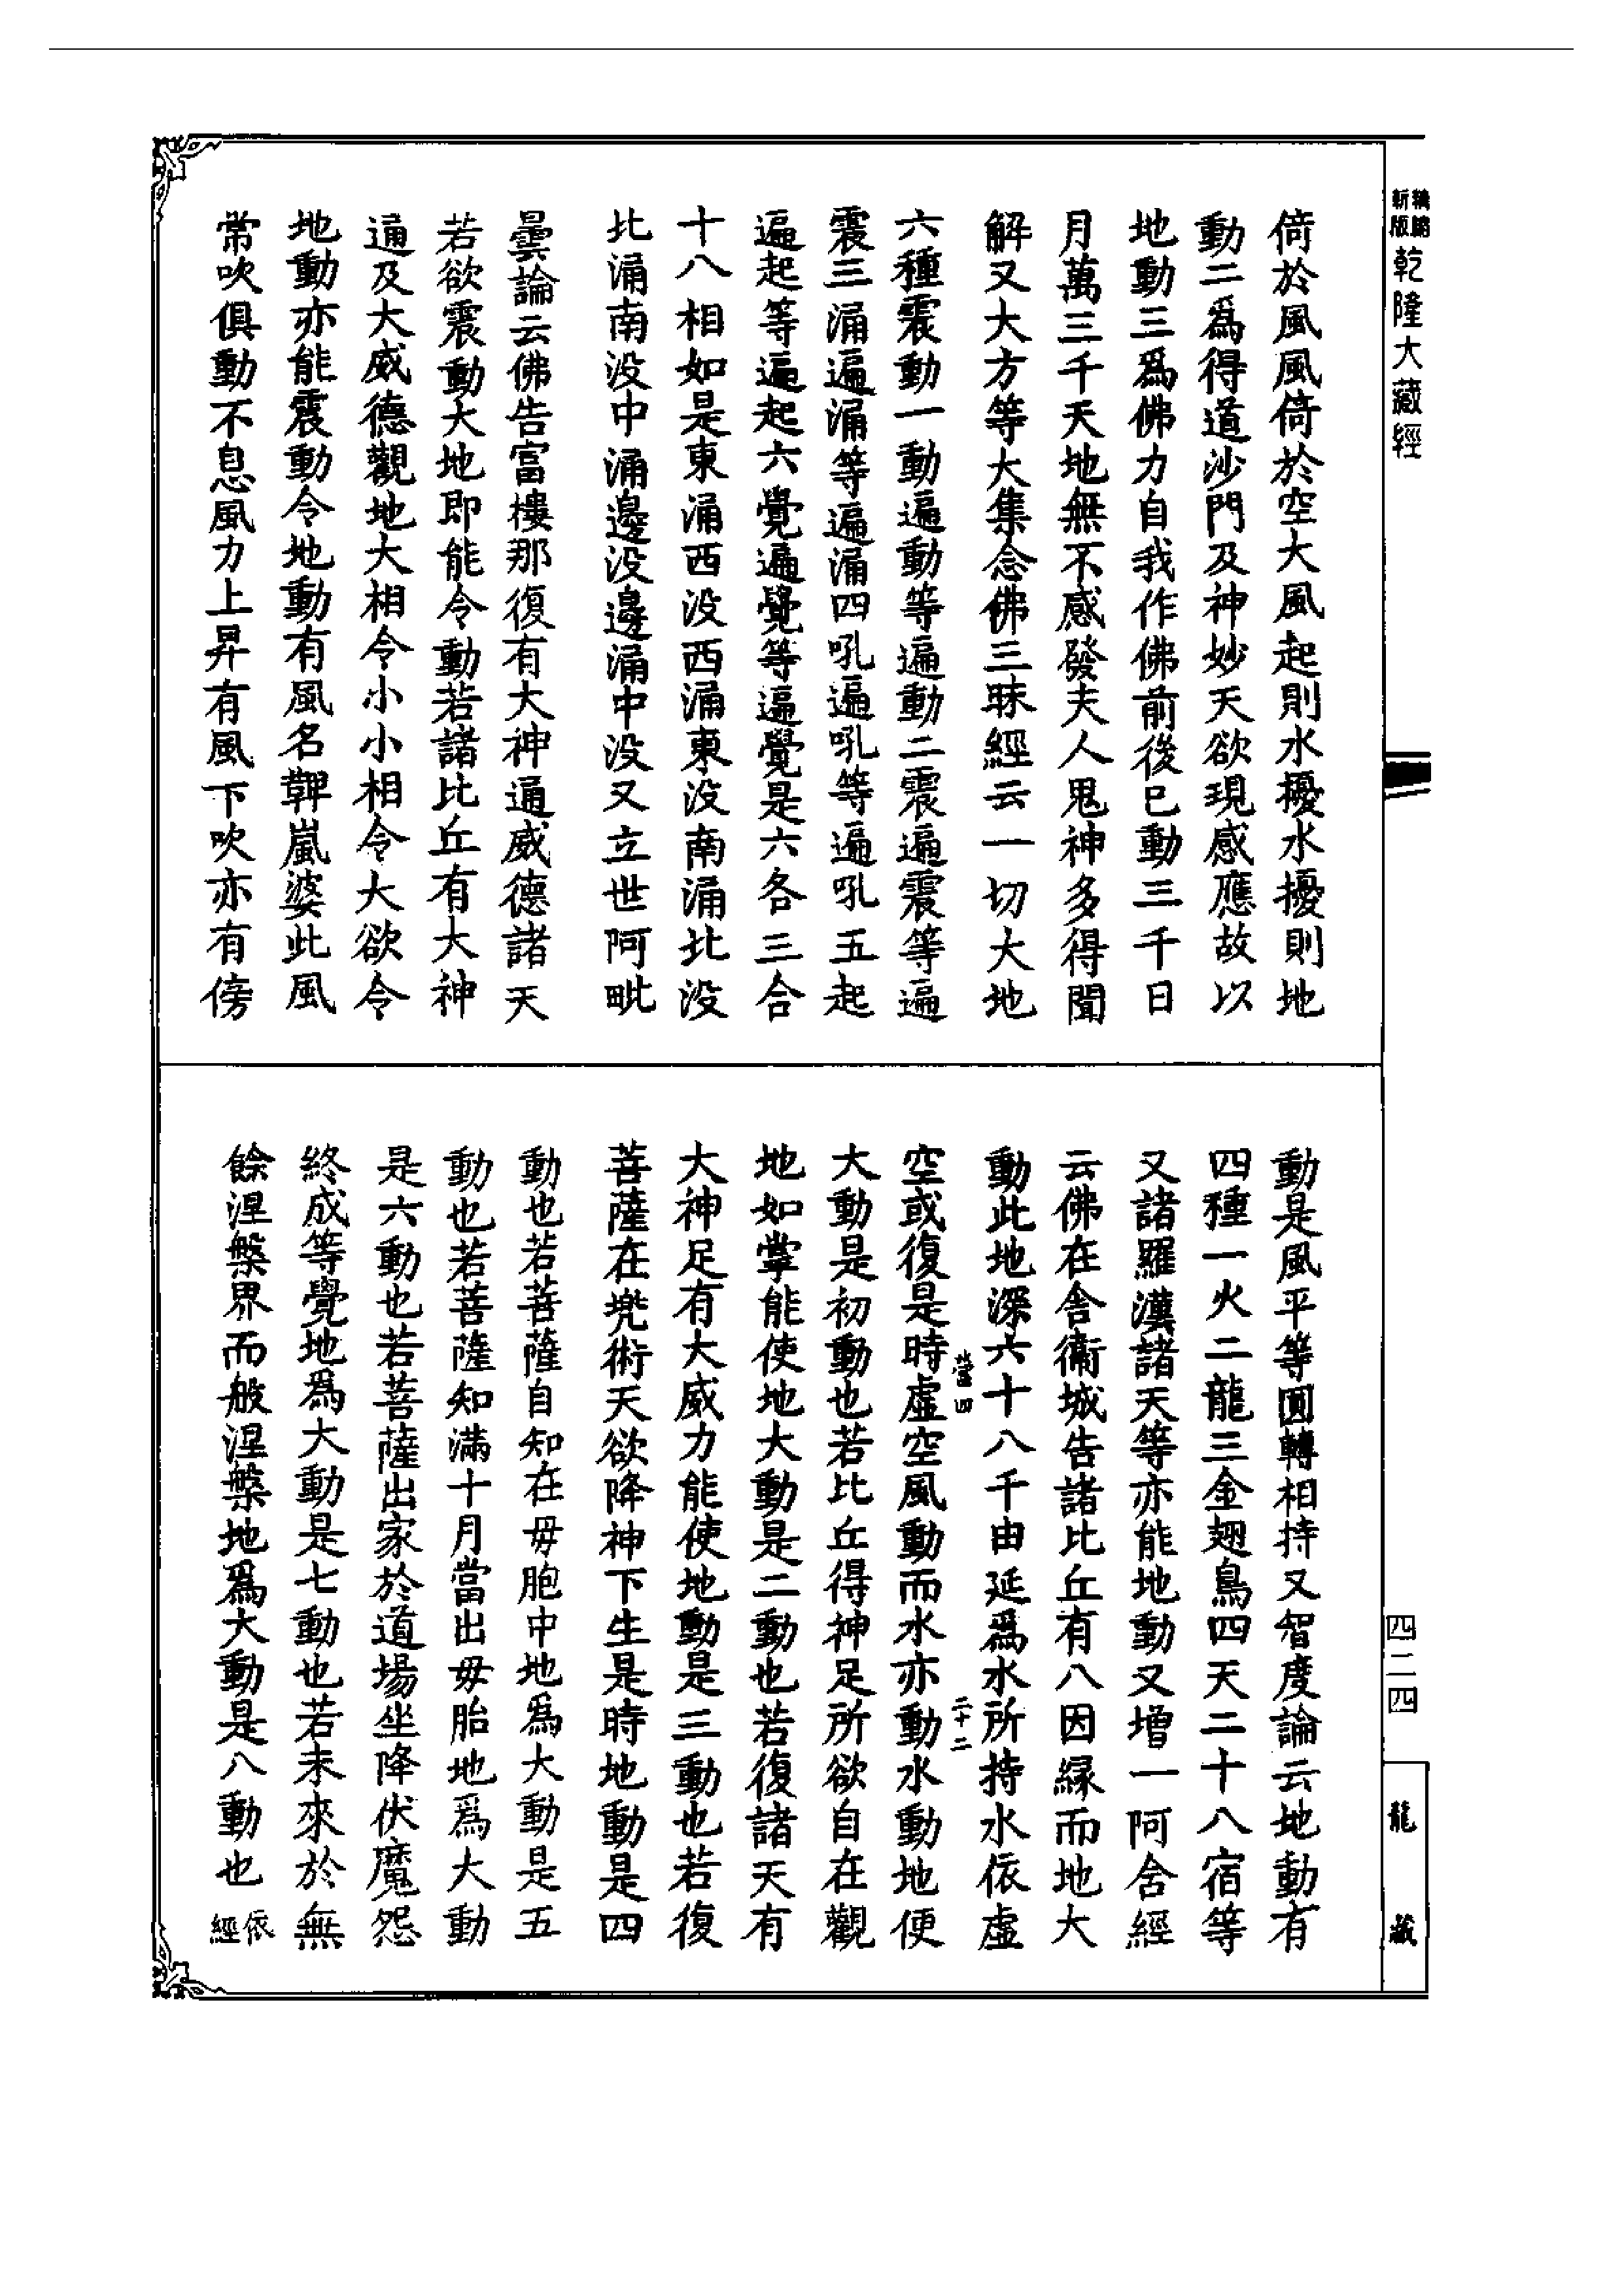 新版 精縮 乾隆大藏經
倚於風風倚於空大風起則水擾水擾則地
動二爲得道沙門及神妙天欲現感應故以
地動三爲佛力自我作佛前後已動三千日
月萬三千天地無不感發夫人鬼神多得聞
解又大方等大集念佛三昧經云一切大地
六種震動一動遍動等遍動二震遍震等遍
震三涌遍涌等遍涌四吼遍吼等遍吼五起
遍起等遍起六覺遍覺等遍覺是六各三合
十八相如是東涌西没西涌東没南涌北没
北涌南没中涌邊没邊涌中没又立世阿毗
曇論云佛告富樓那復有大神通威德諸天
若欲震動大地即能令動若諸比丘有大神
通及大威德觀地大相令小小相令大欲令
地動亦能震動令地動有風名鞞嵐婆此風
常吹俱動不息風力上昇有風下吹亦有傍
動是風平等圎轉相持又智度論云地動有
四種一火二龍三金翅鳥四天二十八宿等
又諸羅漢諸天等亦能地動又增一阿含經
云佛在舍衞城告諸比丘有八因緣而地大
動此地深六十八千由延爲水所持水依虛
營四
二十二
空或復是時虛空風動而水亦動水動地便
大動是初動也若比丘得神足所欲自在觀
地如掌能使地大動是二動也若復諸天有
大神足有大威力能使地動是三動也若復
菩薩在兜術天欲降神下生是時地動是四
動也若菩薩自知在毋胞中地爲大動是五
動也若菩薩知滿十月當出毋胎地爲大動
是六動也若菩薩出家於道場坐降伏魔怨
終成等覺地爲大動是七動也若未來於無
餘涅槃界而般涅槃地爲大動是八動也 依經
四二四
龍藏